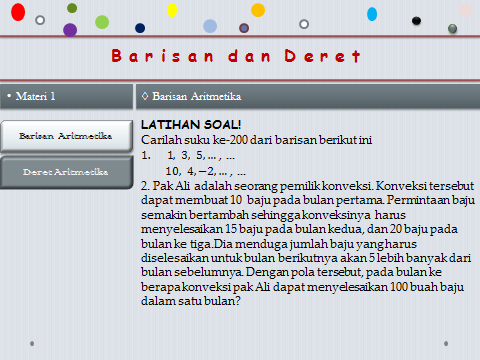 Barisan dan Deret
• Materi 1
◊ Barisan Aritmetika
Barisan Aritmetika
Deret Aritmetika
LATIHAN SOAL!
Carilah suku ke-200 dari barisan berikut ini
1. 1, 3, 5, … , …
10, 4, −2, … , …
2. Pak Ali adalah seorang pemilik konveksi. Konveksi tersebut
dapat membuat 10 baju pada bulan pertama. Permintaan baju
semakin bertambah sehingga konveksinya harus
menyelesaikan 15 baju pada bulan kedua, dan 20 baju pada
bulan ke tiga.Dia menduga jumlah baju yang harus
diselesaikan untuk bulan berikutnya akan 5 lebih banyak dari
bulan sebelumnya. Dengan pola tersebut, pada bulan ke
berapa konveksi pak Ali dapat menyelesaikan 100 buah baju
dalam satu bulan?